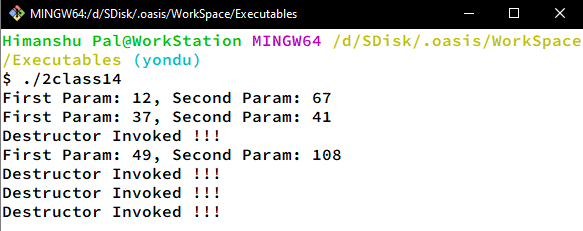 MINGW64:/d/SDisk/.oasis/WorkSpace/Executables
Himanshu Pal@WorkStation MINGW64 /d/SDisk/.oasis/WorkSpace
/Executables (yondu)
$ ./2class14
First Param: 12, Second Param: 67
First Param: 37, Second Param: 41
Destructor Invoked !!!
First Param: 49, Second Param: 108
Destructor Invoked !!!
Destructor Invoked !!!
Destructor Invoked !!!